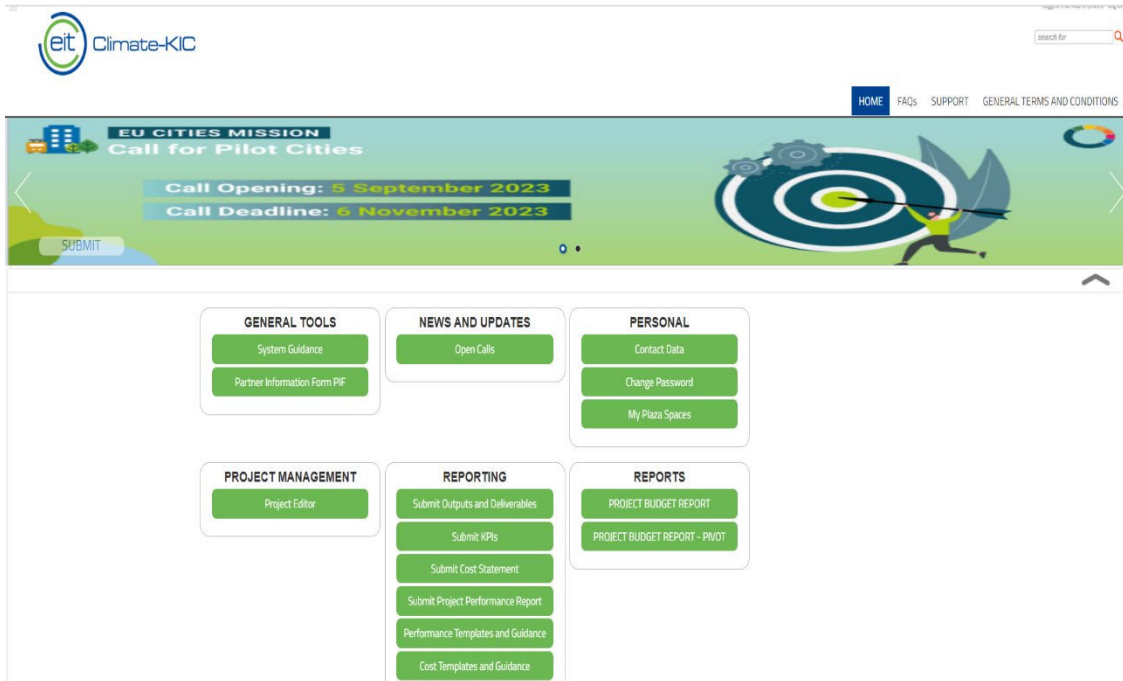 eit Climate-KIC
search for
HOME FAQs SUPPORT GENERAL TERMS AND CONDITIONS
EU CITIES MISSION
Call for Pilot Cities
Call Opening: 5 September 2023
Call Deadline: 6 November 2023
SUBMIT
GENERAL TOOLS
System Guidance
Partner Information Form PIF
NEWS AND UPDATES
Open Calls
PERSONAL
Contact Data
Change Password
My Plaza Spaces
PROJECT MANAGEMENT
Project Editor
REPORTING
Submit Outputs and Deliverables
Submit KPIs
Submit Cost Statement
Submit Project Performance Report
Performance Templates and Guidance
Cost Templates and Guidance
REPORTS
PROJECT BUDGET REPORT
PROJECT BUDGET REPORT - PIVOT